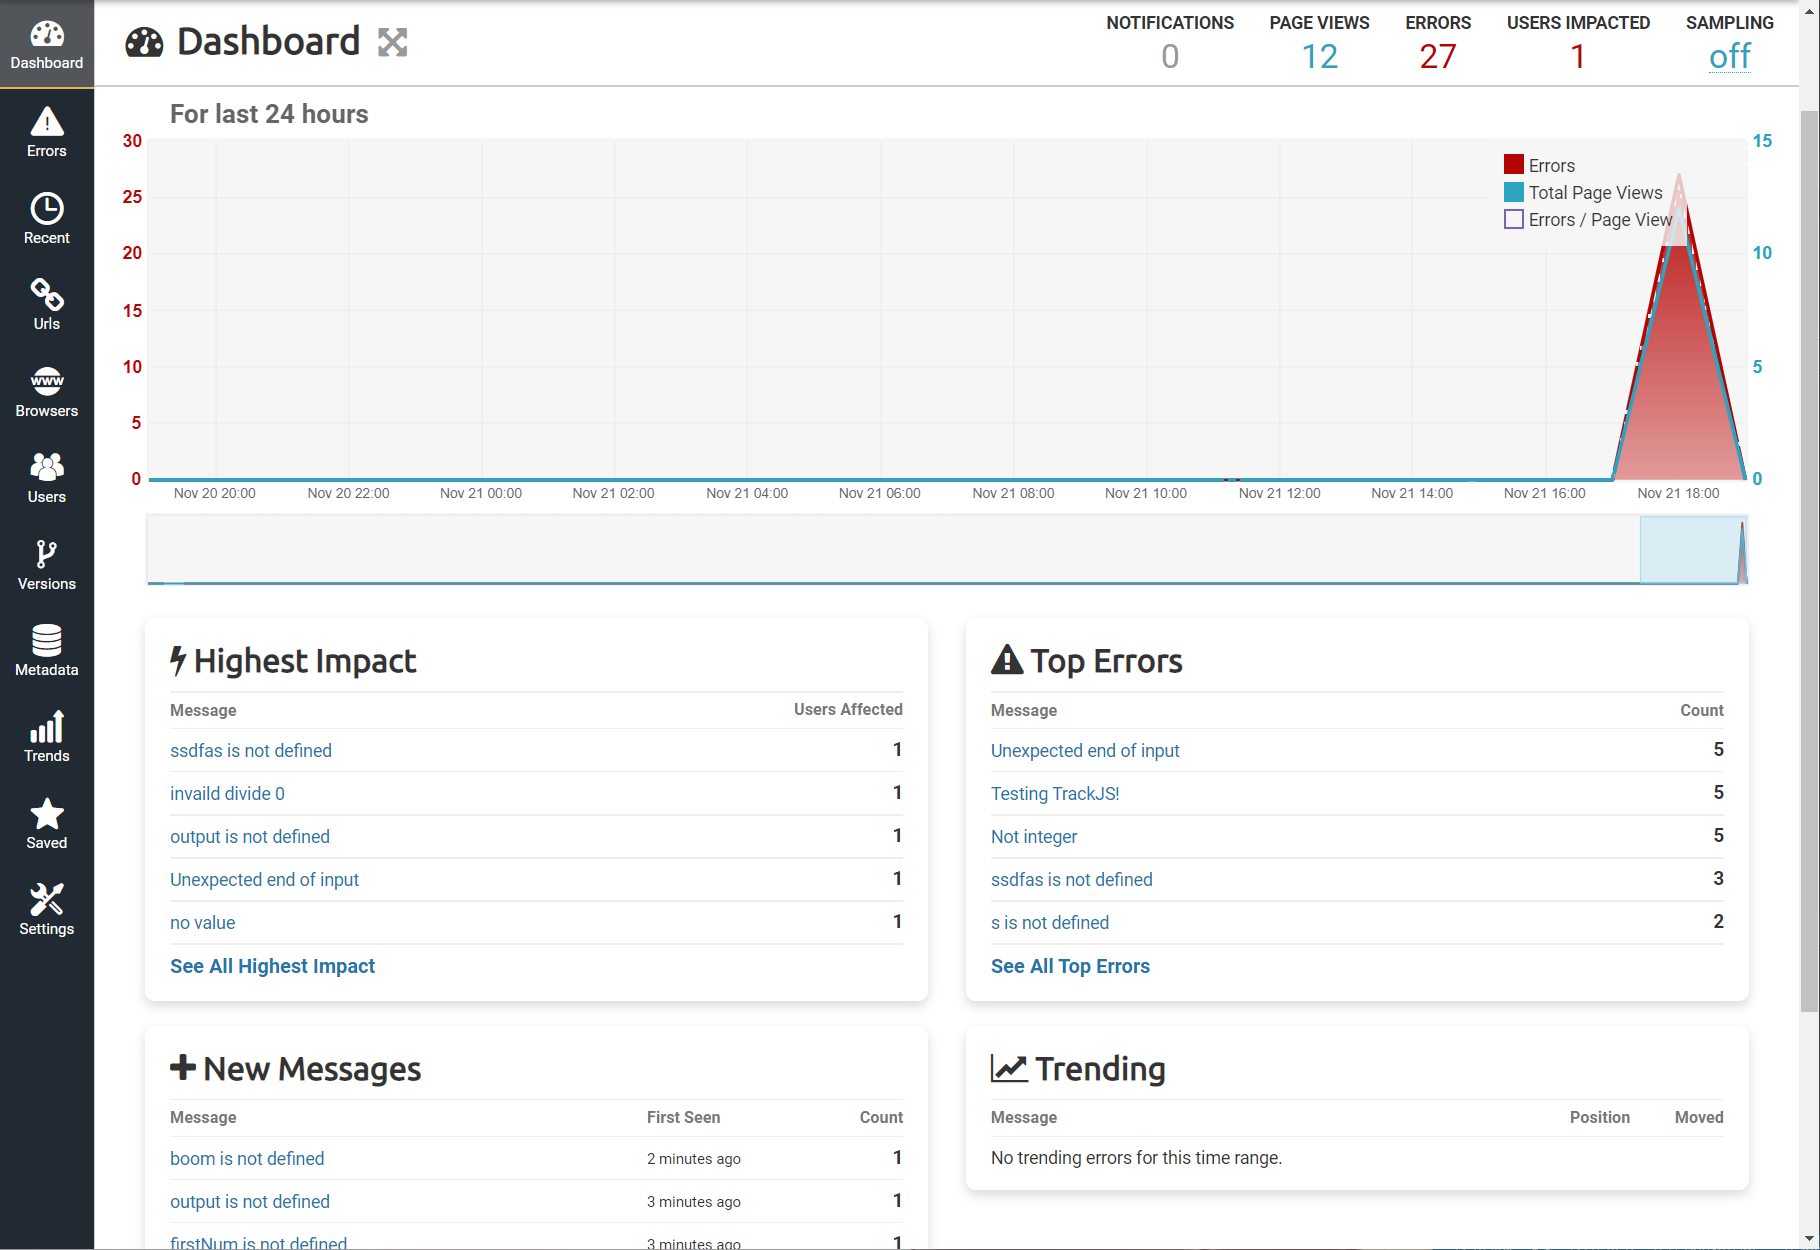 Dashboard
Errors
Recent
Urls
www
Browsers
Users
Versions
Metadata
Trends
Saved
Settings
Dashboard
NOTIFICATIONS PAGE VIEWS ERRORS USERS IMPACTED SAMPLING
0 12 27 1 off
For last 24 hours
30 15
25
20 10
15
10 5
5
0 0
Errors
Total Page Views
Errors / Page View
Nov 20 20:00 Nov 20 22:00 Nov 21 00:00 Nov 21 02:00 Nov 21 04:00 Nov 21 06:00 Nov 21 08:00 Nov 21 10:00 Nov 21 12:00 Nov 21 14:00 Nov 21 16:00 Nov 21 18:00
Highest Impact
Message Users Affected
ssdfas is not defined 1
invaild divide 0 1
output is not defined 1
Unexpected end of input 1
no value 1
See All Highest Impact
Top Errors
Message Count
Unexpected end of input 5
Testing TrackJS! 5
Not integer 5
ssdfas is not defined 3
s is not defined 2
See All Top Errors
New Messages
Message First Seen Count
boom is not defined 2 minutes ago 1
output is not defined 3 minutes ago 1
firstNum is not defined 3 minutes ago 1
Trending
Message Position Moved
No trending errors for this time range.